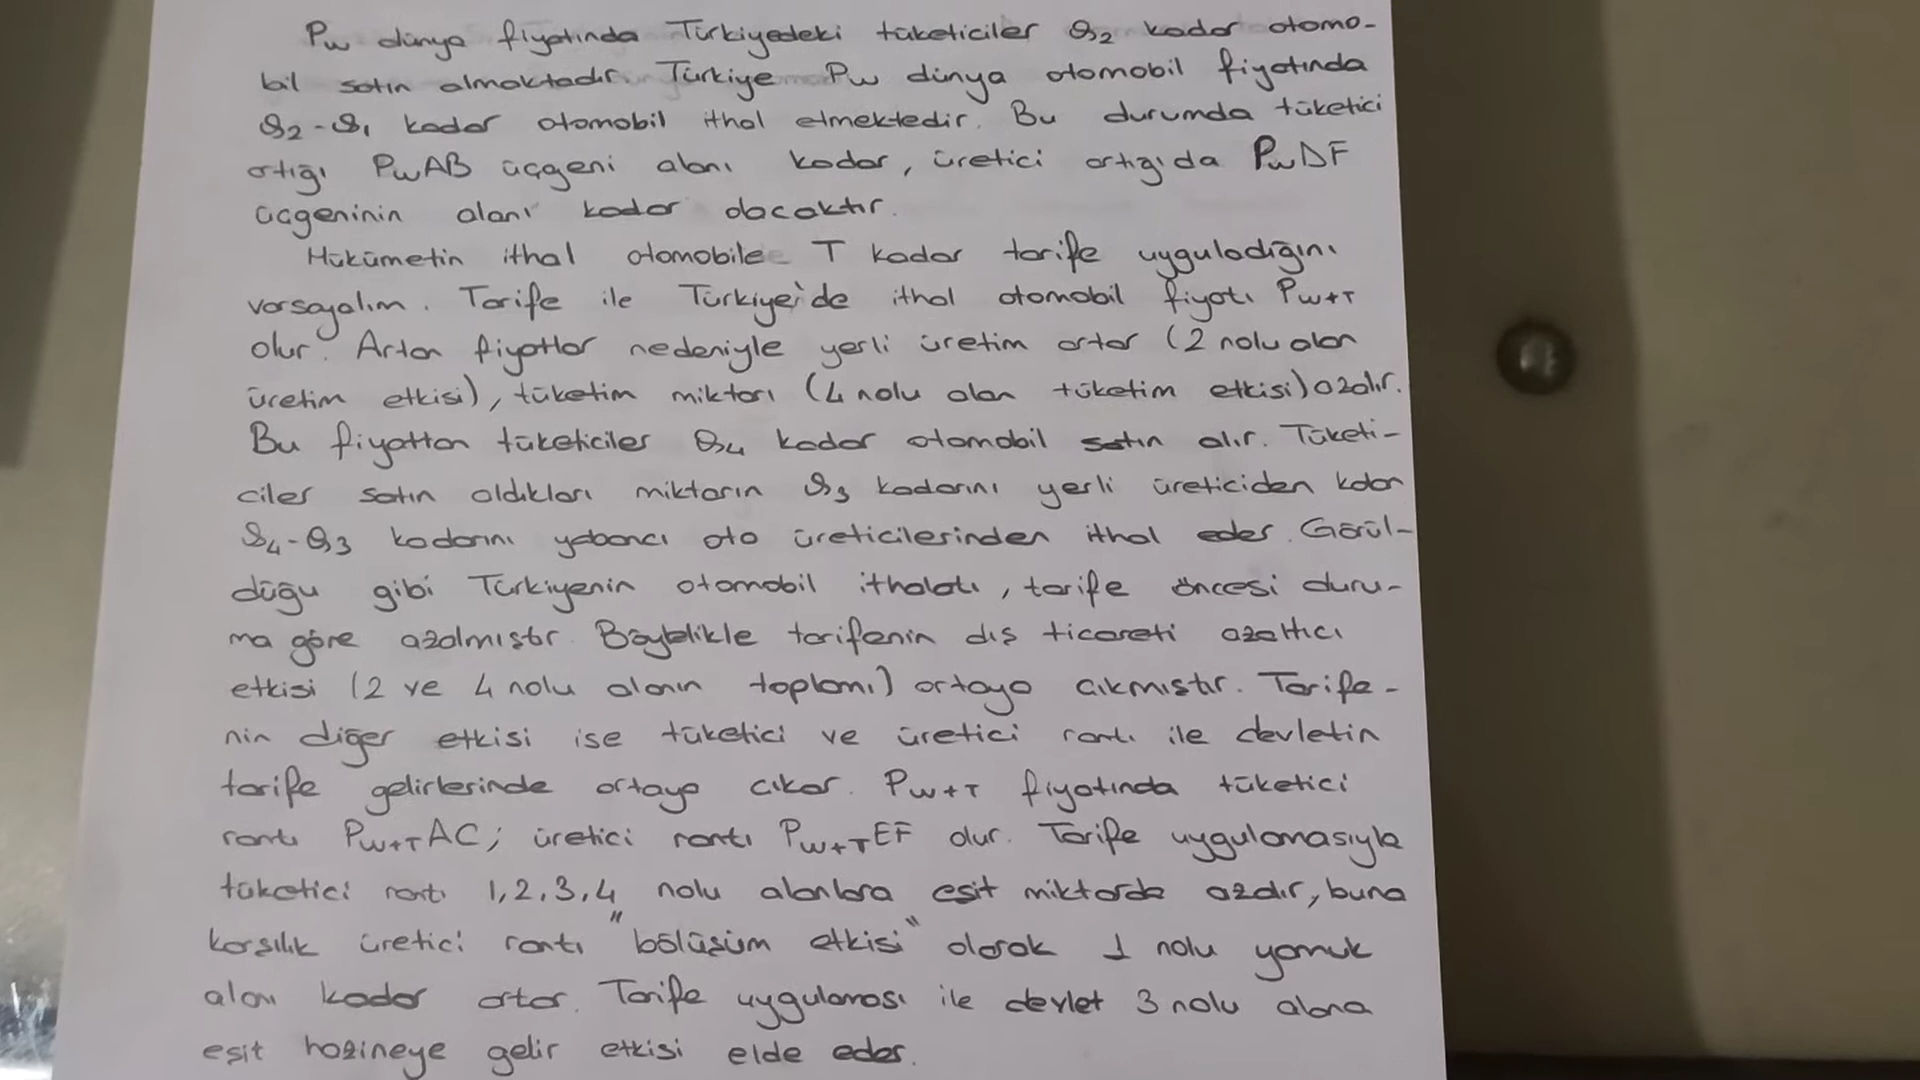 Pw dünya fiyatında Türkiyedeki tüketiciler Q2 kadar otomo-
bil satın almaktadır. Türkiye Pw dünya otomobil fiyatında
Q2-Q1 kadar otomobil ithal etmektedir. Bu durumda tüketici
artığı PwAB üçgeni alanı kadar, üretici artığıda PwDF
üçgeninin alanı kadar olacaktır.
Hükümetin ithal otomobile T kadar tarife uyguladığını
varsayalım. Tarife ile Türkiye'de ithal otomobil fiyatı Pw+T
olur. Artan fiyatlar nedeniyle yerli üretim artar (2 nolu alan
üretim etkisi), tüketim miktarı (4 nolu alan tüketim etkisi) azalır.
Bu fiyattan tüketiciler Q4 kadar otomobil satın alır. Tüketi-
ciler satın aldıkları miktarın Q3 kadarını yerli üreticiden kalan
Q4-Q3 kadarını yabancı oto üreticilerinden ithal eder. Görül-
düğü gibi Türkiyenin otomobil ithalatı, tarife öncesi duru-
ma göre azalmıştır. Böylelikle tarifenin dış ticareti azaltıcı
etkisi (2 ve 4 nolu alanın toplamı) ortaya çıkmıştır. Tarife-
nin diğer etkisi ise tüketici ve üretici rantı ile devletin
tarife gelirlerinde ortaya çıkar. Pw+T fiyatında tüketici
rantı Pw+TAC; üretici rantı Pw+TEF olur. Tarife uygulamasıyla
tüketici rantı 1,2,3,4 nolu alanlara eşit miktarda azdır, buna
karşılık üretici rantı "bölüşüm etkisi" olarak 1 nolu yamuk
alanı kadar artar. Tarife uygulaması ile devlet 3 nolu alana
eşit hazineye gelir etkisi elde eder.